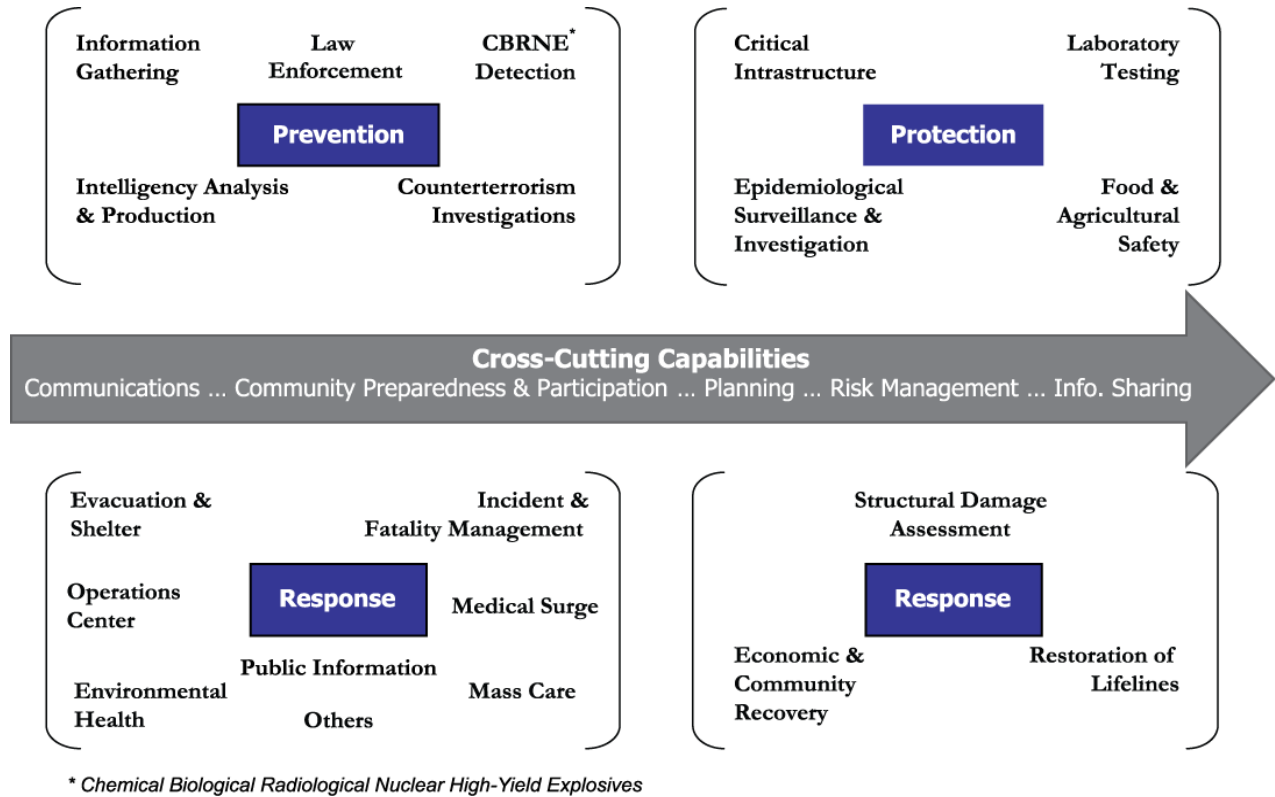 Information
Gathering
Law
Enforcement
CBRNE*
Detection
Prevention
Intelligency Analysis
& Production
Counterterrorism
Investigations
Critical
Intrastructure
Laboratory
Testing
Protection
Epidemiological
Surveillance &
Investigation
Food &
Agricultural
Safety
Cross-Cutting Capabilities
Communications ... Community Preparedness & Participation ... Planning ... Risk Management ... Info. Sharing
Evacuation &
Shelter
Incident &
Fatality Management
Operations
Center
Response
Medical Surge
Public Information
Environmental
Health
Others
Mass Care
Structural Damage
Assessment
Response
Economic &
Community
Recovery
Restoration of
Lifelines
* Chemical Biological Radiological Nuclear High-Yield Explosives